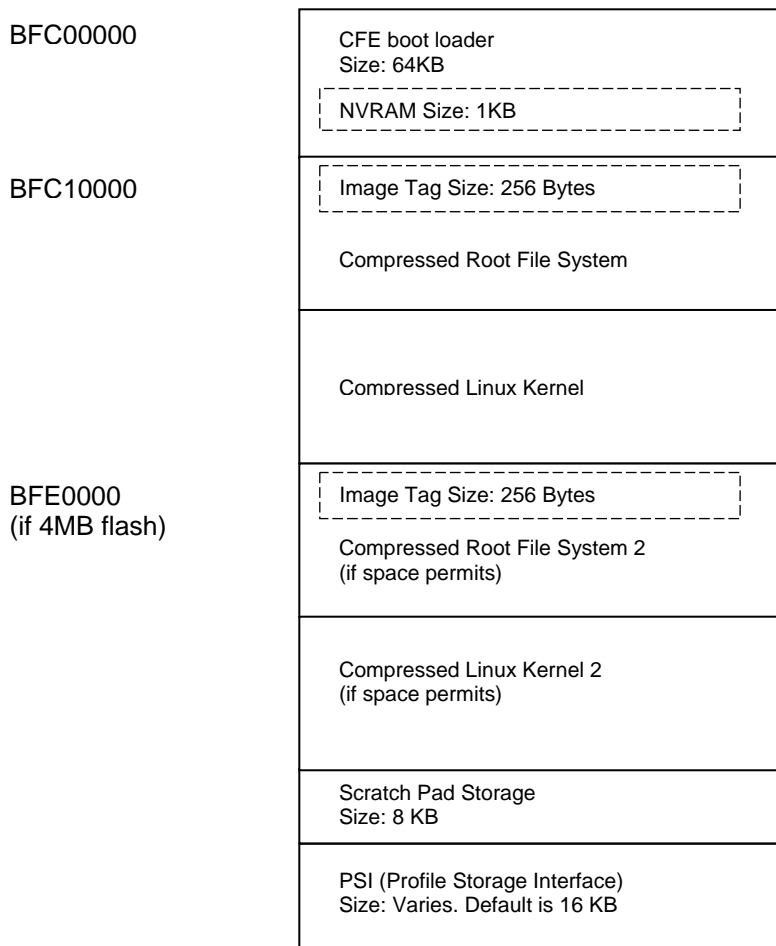 BFC00000
CFE boot loader
Size: 64KB
NVRAM Size: 1KB
BFC10000
Image Tag Size: 256 Bytes
Compressed Root File System
Compressed Linux Kernel
BFE0000
(if 4MB flash)
Image Tag Size: 256 Bytes
Compressed Root File System 2
(if space permits)
Compressed Linux Kernel 2
(if space permits)
Scratch Pad Storage
Size: 8 KB
PSI (Profile Storage Interface)
Size: Varies. Default is 16 KB